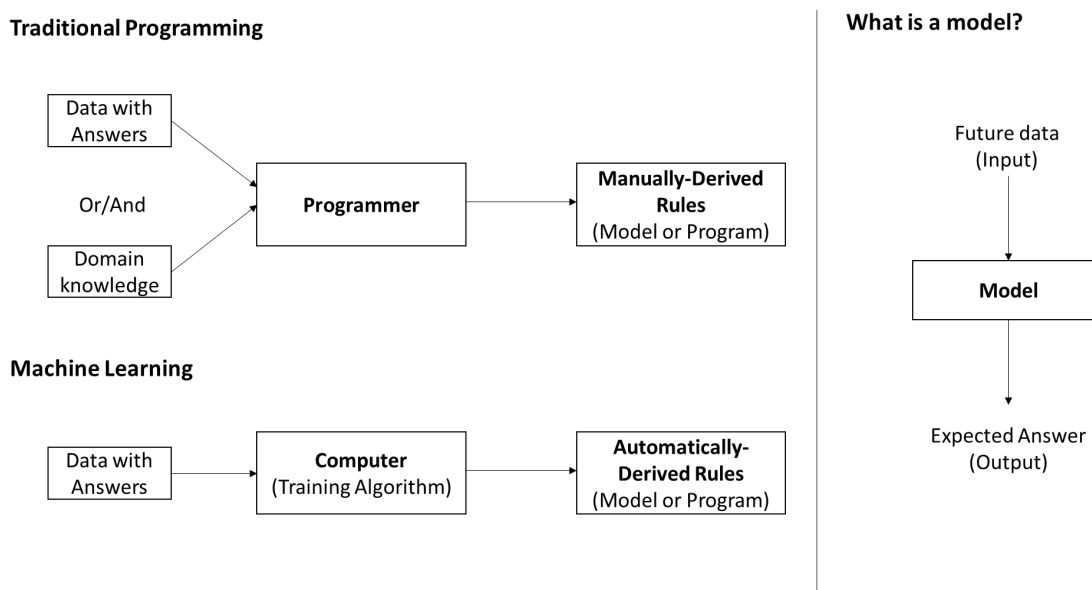 Traditional Programming
Data with
Answers
Or/And
Domain
knowledge
Programmer
Manually-Derived
Rules
(Model or Program)
Machine Learning
Data with
Answers
Computer
(Training Algorithm)
Automatically-
Derived Rules
(Model or Program)
What is a model?
Future data
(Input)
Model
Expected Answer
(Output)